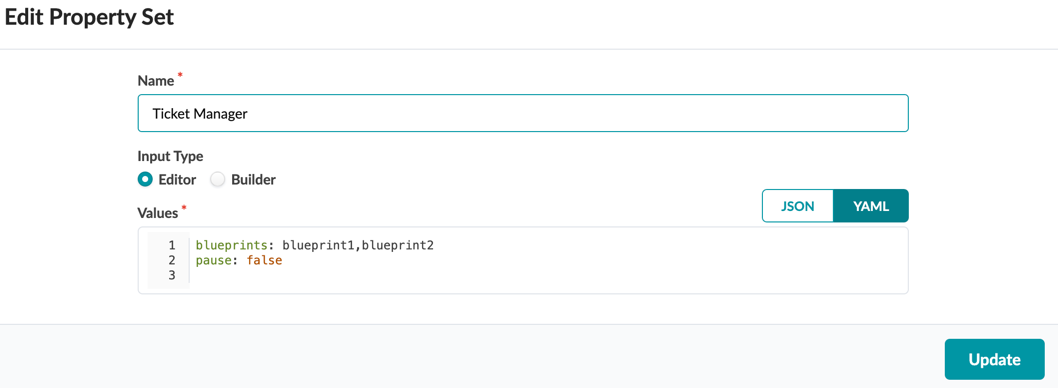 Edit Property Set
Name *
Ticket Manager
Input Type
Editor Builder
Values *
JSON YAML
1 blueprints: blueprint1,blueprint2
2 pause: false
3
Update